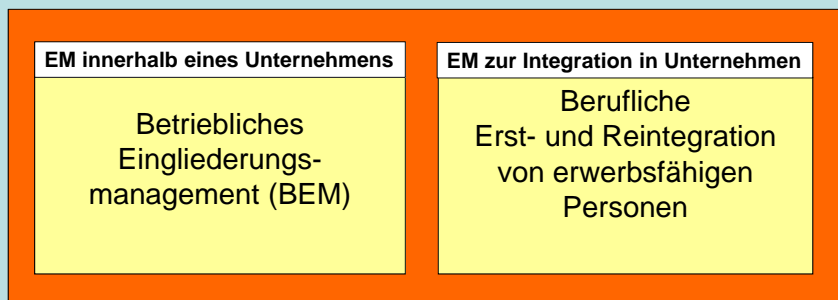 EM innerhalb eines Unternehmens
Betriebliches
Eingliederungs-
management (BEM)
EM zur Integration in Unternehmen
Berufliche
Erst- und Reintegration
von erwerbsfähigen
Personen